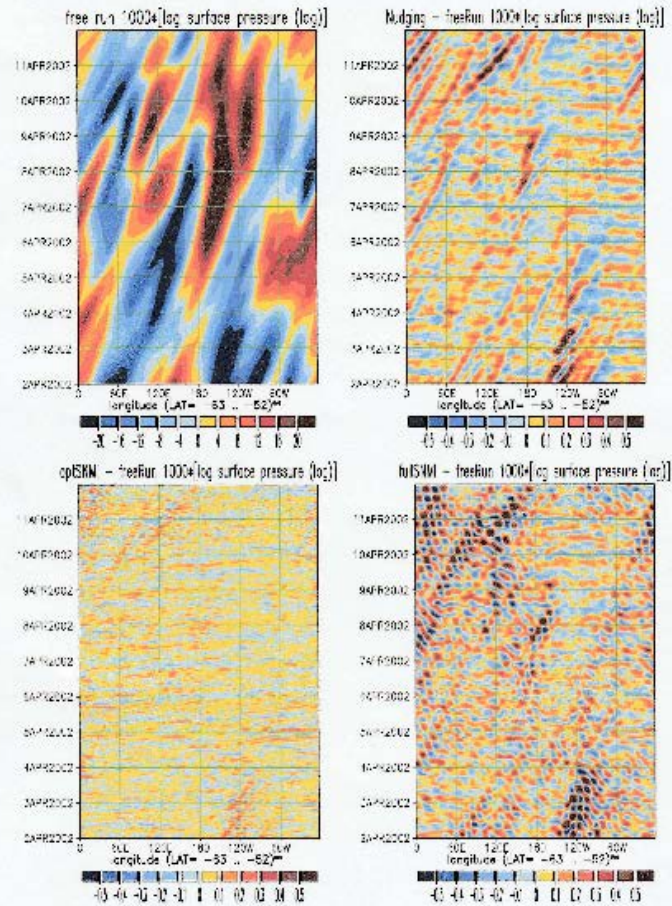 free run 1000*[log surface pressure (log)]
11APR2002
10APR2002
9APR2002
8APR2002
7APR2002
6APR2002
5APR2002
4APR2002
3APR2002
2APR2002
0 60E 120E 180 120W 60W
longitude (LAT= -63 .. -52)
-20 -16 -12 -8 -4 0 4 8 12 16 20
Nudging - freeRun 1000*[log surface pressure (log)]
11APR2002
10APR2002
9APR2002
8APR2002
7APR2002
6APR2002
5APR2002
4APR2002
3APR2002
2APR2002
0 60E 120E 180 120W 60W
longitude (LAT= -63 .. -52)
-0.5 -0.4 -0.3 -0.2 -0.1 0 0.1 0.2 0.3 0.4 0.5
optSNM - freeRun 1000*[log surface pressure (log)]
11APR2002
10APR2002
9APR2002
8APR2002
7APR2002
6APR2002
5APR2002
4APR2002
3APR2002
2APR2002
0 60E 120E 180 120W 60W
longitude (LAT= -63 .. -52)
-0.5 -0.4 -0.3 -0.2 -0.1 0 0.1 0.2 0.3 0.4 0.5
fullSNM - freeRun 1000*[log surface pressure (log)]
11APR2002
10APR2002
9APR2002
8APR2002
7APR2002
6APR2002
5APR2002
4APR2002
3APR2002
2APR2002
0 60E 120E 180 120W 60W
longitude (LAT= -63 .. -52)
-0.5 -0.4 -0.3 -0.2 -0.1 0 0.1 0.2 0.3 0.4 0.5